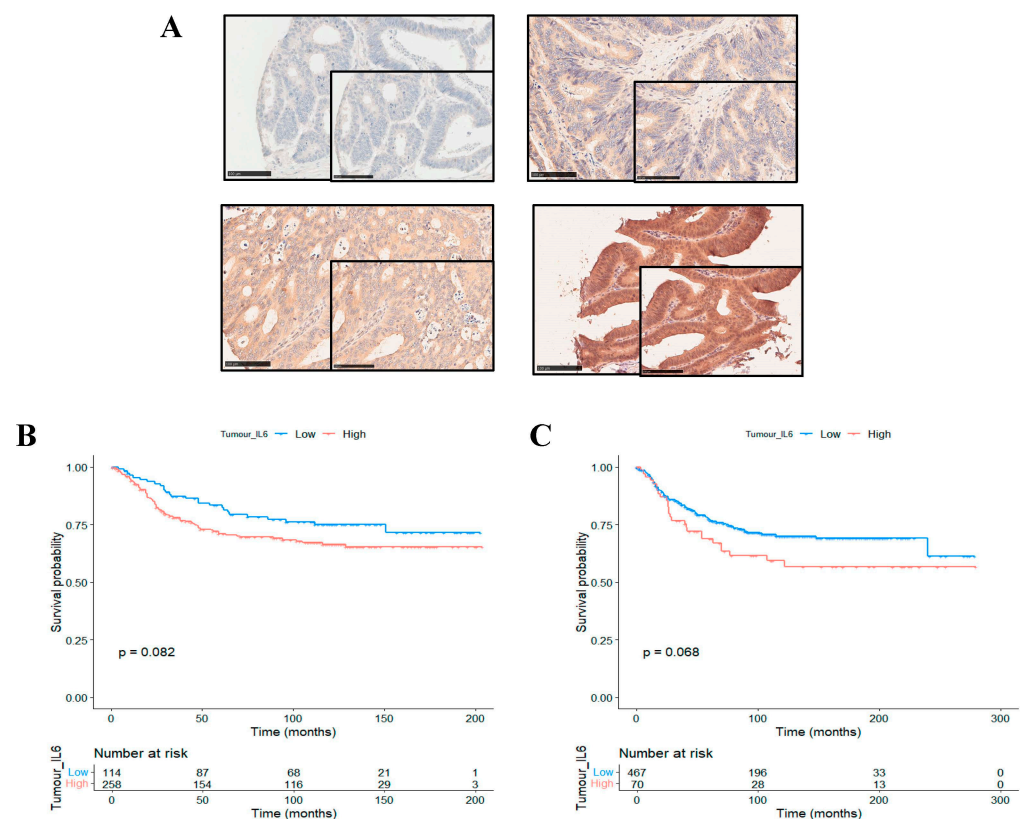 A
B
Tumour_IL6 Low High
1.00
0.75
0.50
0.25
0.00
Survival probability
p = 0.082
0 50 100 150 200
Time (months)
Number at risk
Tumour_IL6
Low 114 87 68 21 1
High 258 154 116 29 3
0 50 100 150 200
Time (months)
C
Tumour_IL6 Low High
1.00
0.75
0.50
0.25
0.00
Survival probability
p = 0.068
0 100 200 300
Time (months)
Number at risk
Tumour_IL6
Low 467 196 33 0
High 70 28 13 0
0 100 200 300
Time (months)